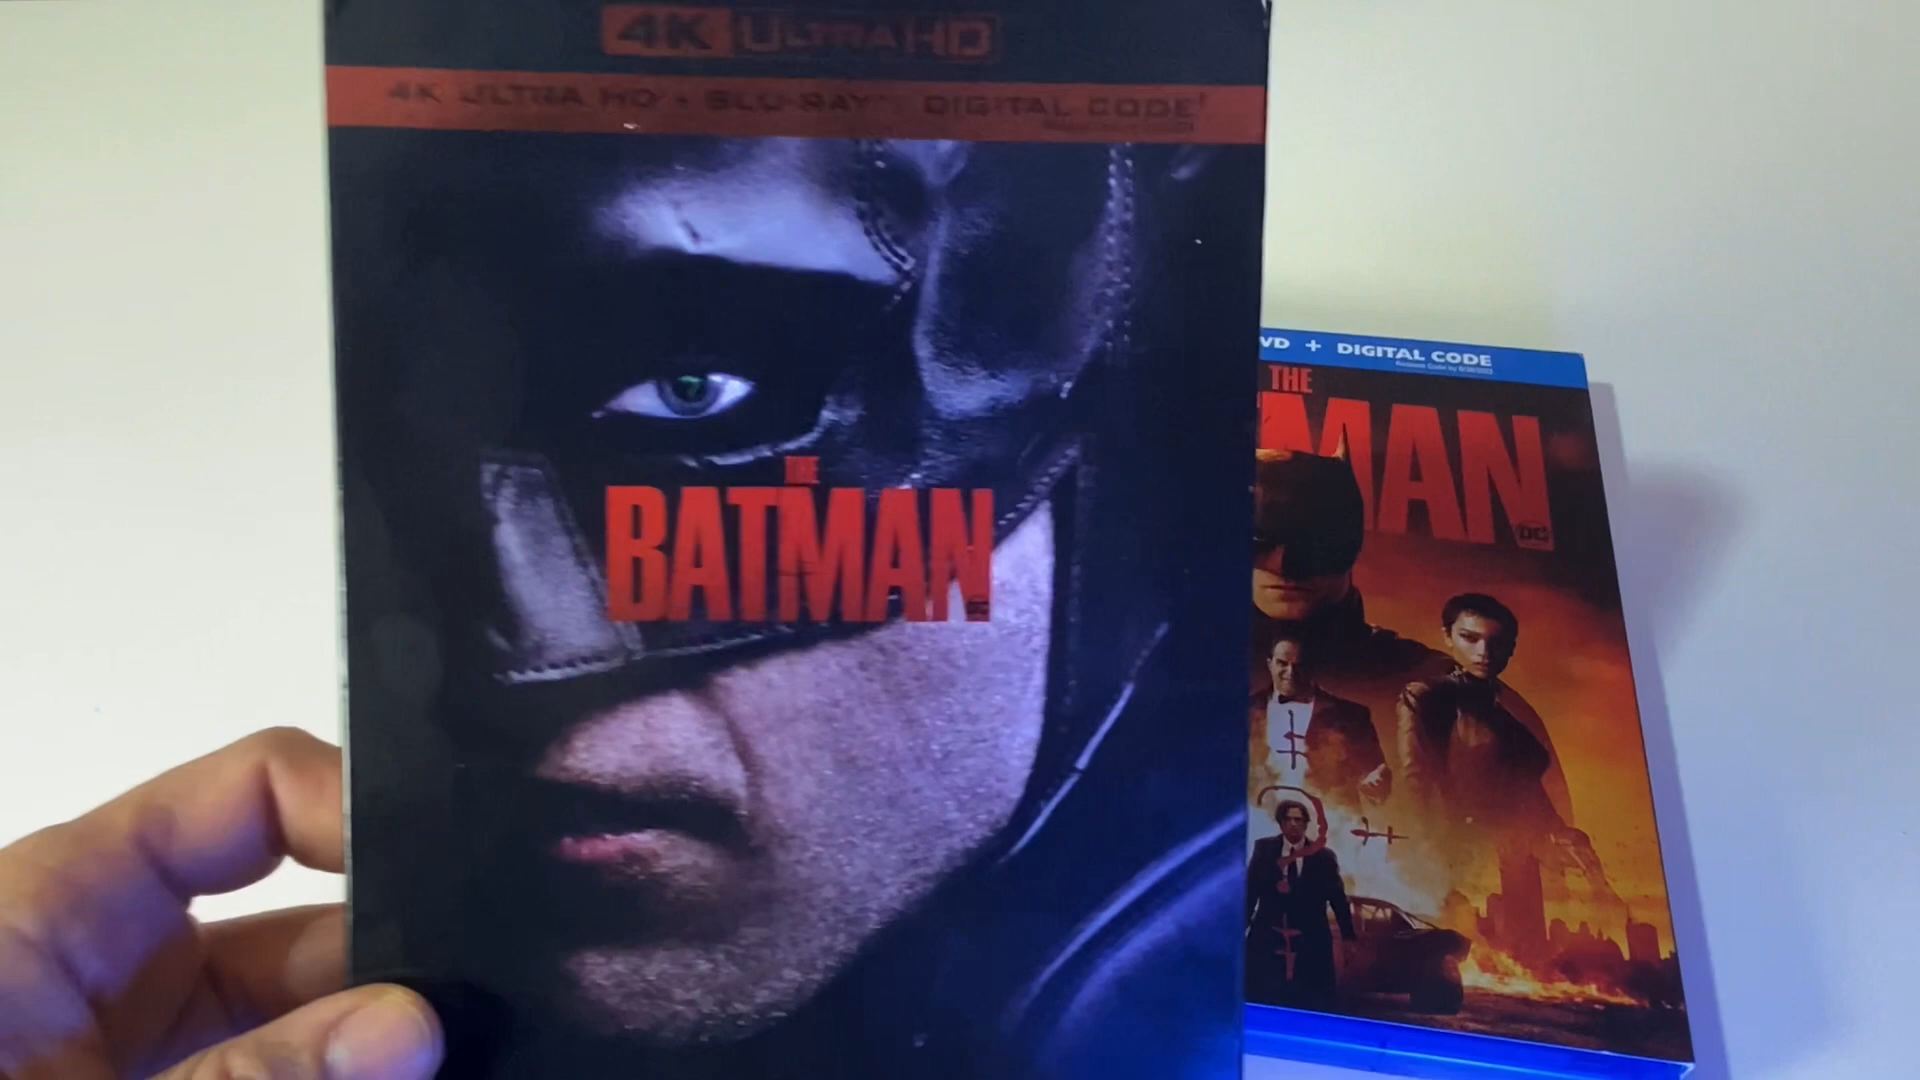 4K ULTRA HD
4K ULTRA HD + BLU-RAY DIGITAL CODE
THE
BATMAN
VD + DIGITAL CODE
THE
MAN
DC